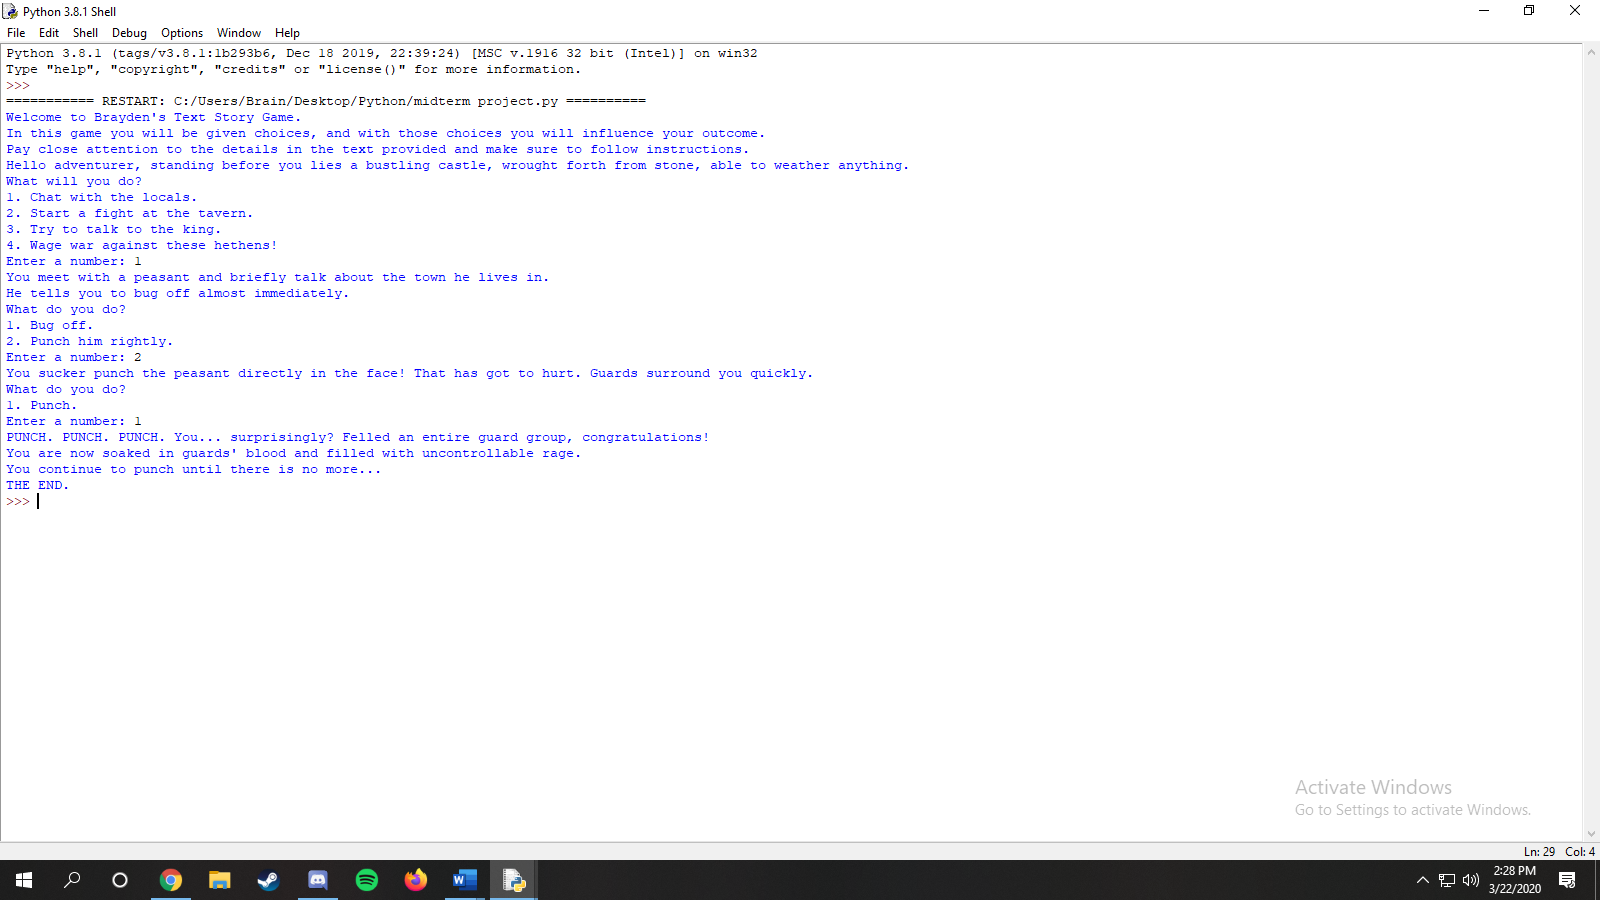 Python 3.8.1 Shell
File Edit Shell Debug Options Window Help
Python 3.8.1 (tags/v3.8.1:1b293b6, Dec 18 2019, 22:39:24) [MSC v.1916 32 bit (Intel)] on win32
Type "help", "copyright", "credits" or "license()" for more information.
>>>
=========== RESTART: C:/Users/Brain/Desktop/Python/midterm project.py ==========
Welcome to Brayden's Text Story Game.
In this game you will be given choices, and with those choices you will influence your outcome.
Pay close attention to the details in the text provided and make sure to follow instructions.
Hello adventurer, standing before you lies a bustling castle, wrought forth from stone, able to weather anything.
What will you do?
1. Chat with the locals.
2. Start a fight at the tavern.
3. Try to talk to the king.
4. Wage war against these hethens!
Enter a number: 1
You meet with a peasant and briefly talk about the town he lives in.
He tells you to bug off almost immediately.
What do you do?
1. Bug off.
2. Punch him rightly.
Enter a number: 2
You sucker punch the peasant directly in the face! That has got to hurt. Guards surround you quickly.
What do you do?
1. Punch.
Enter a number: 1
PUNCH. PUNCH. PUNCH. You... surprisingly? Felled an entire guard group, congratulations!
You are now soaked in guards' blood and filled with uncontrollable rage.
You continue to punch until there is no more...
THE END.
>>>
Activate Windows
Go to Settings to activate Windows.
Ln: 29 Col: 4
2:28 PM
3/22/2020